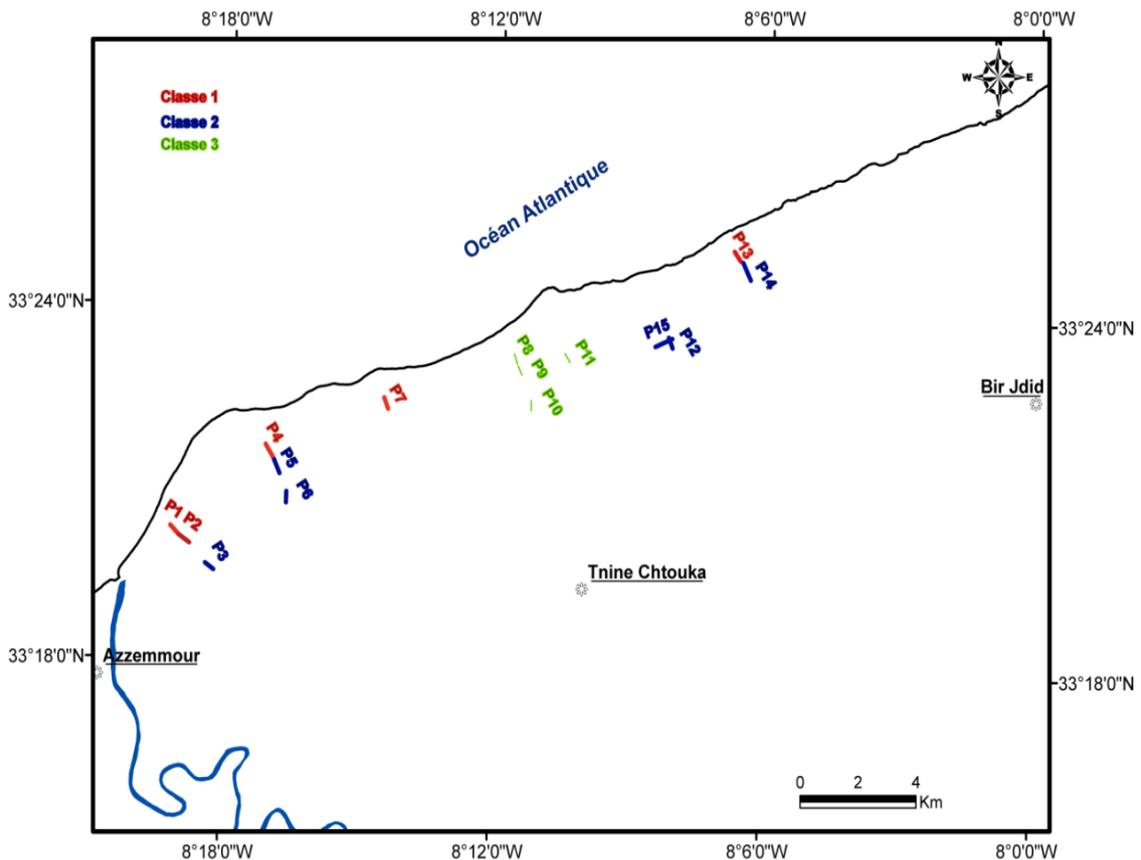 8°18'0"W 8°12'0"W 8°6'0"W 8°0'0"W
N
W E
S
Classe 1
Classe 2
Classe 3
Océan Atlantique
P13
P14
33°24'0"N
33°24'0"N
P15
P12
P8
P9
P11
P10
Bir Jdid
P7
P4
P5
P6
P1 P2
P3
Tnine Chtouka
33°18'0"N
Azzemmour
33°18'0"N
0 2 4
Km
8°18'0"W 8°12'0"W 8°6'0"W 8°0'0"W